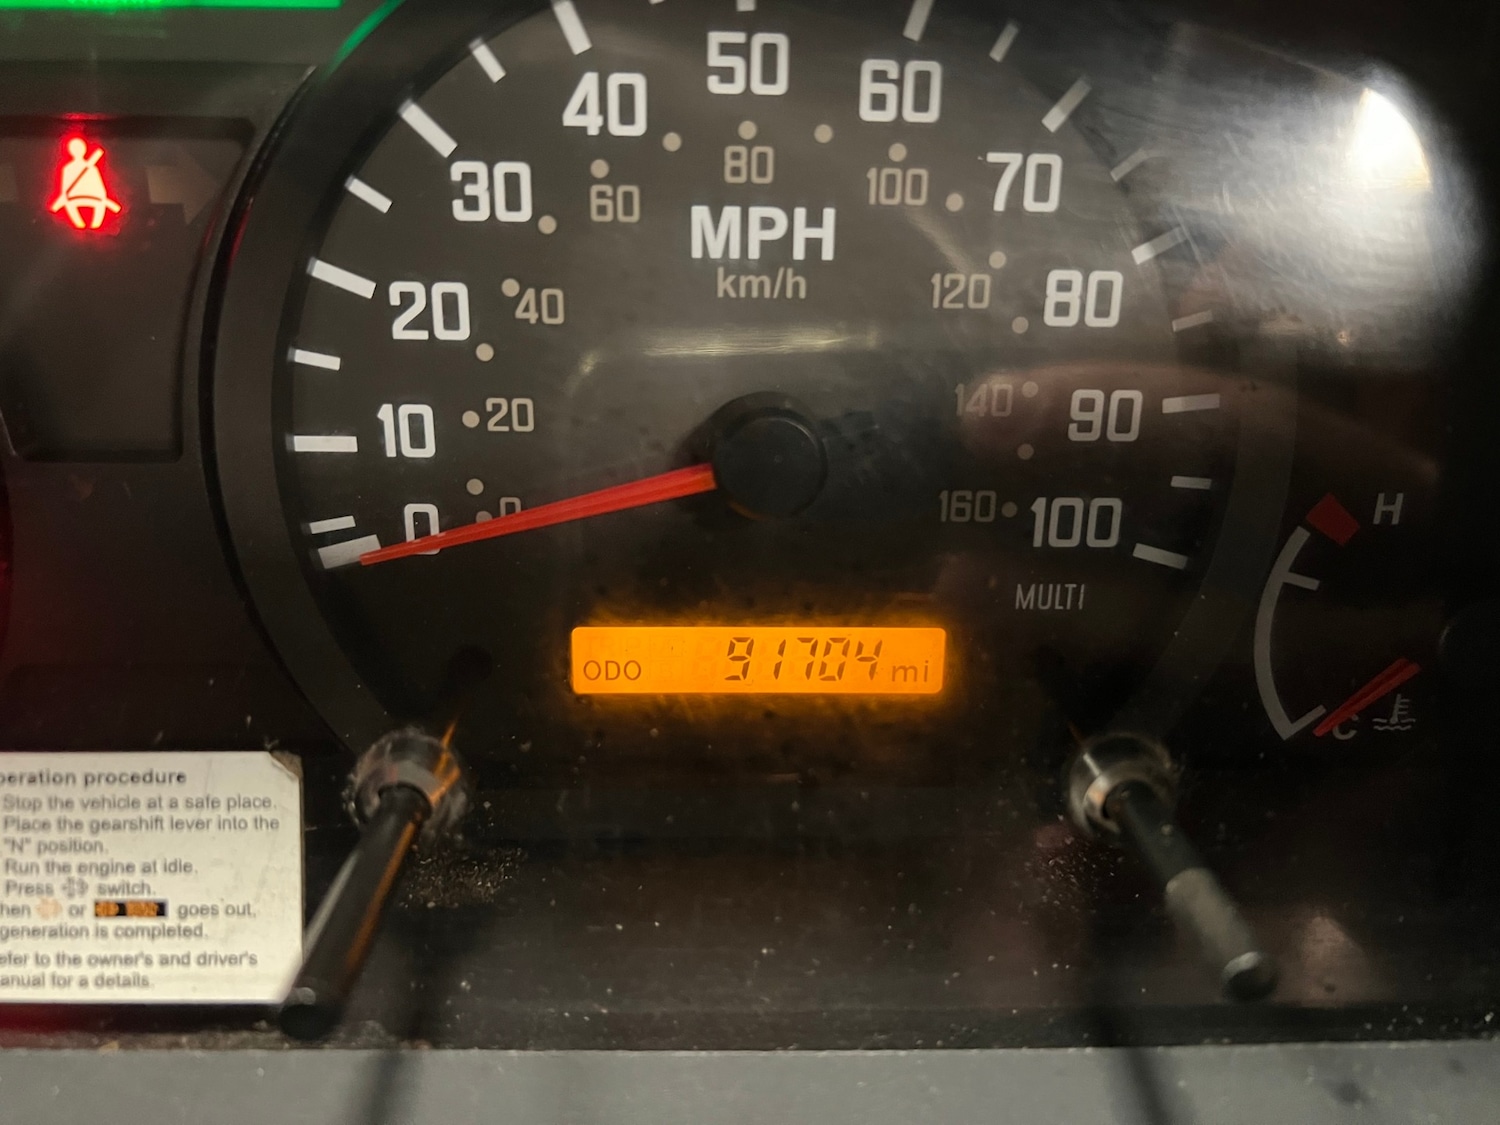 50
40
60
80
30
60
100
70
MPH
km/h
20
40
120
80
10
20
140
90
0
0
160
100
H
MULTI
ODO 91704 mi
C
peration procedure
Stop the vehicle at a safe place.
Place the gearshift lever into the
"N" position.
Run the engine at idle.
Press switch.
hen or goes out,
generation is completed.
efer to the owner's and driver's
anual for a details.